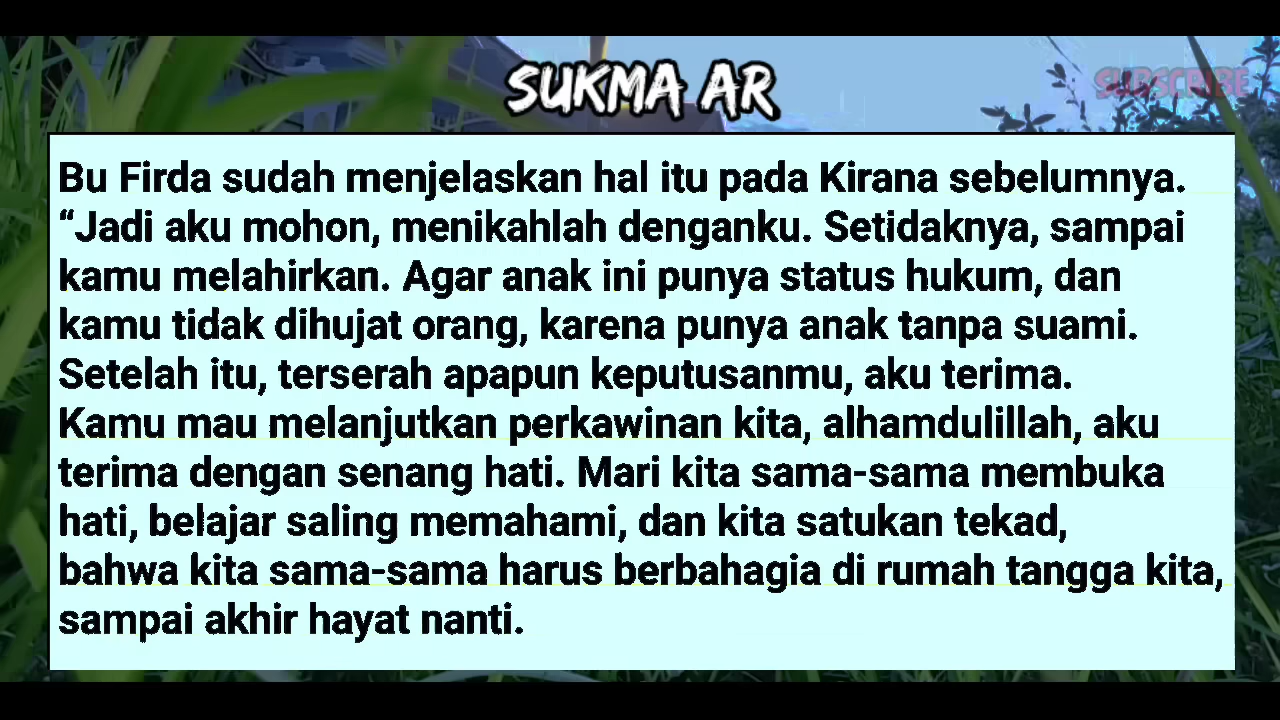 SUKMA AR
SUBSCRIBE
Bu Firda sudah menjelaskan hal itu pada Kirana sebelumnya.
“Jadi aku mohon, menikahlah denganku. Setidaknya, sampai
kamu melahirkan. Agar anak ini punya status hukum, dan
kamu tidak dihujat orang, karena punya anak tanpa suami.
Setelah itu, terserah apapun keputusanmu, aku terima.
Kamu mau melanjutkan perkawinan kita, alhamdulillah, aku
terima dengan senang hati. Mari kita sama-sama membuka
hati, belajar saling memahami, dan kita satukan tekad,
bahwa kita sama-sama harus berbahagia di rumah tangga kita,
sampai akhir hayat nanti.